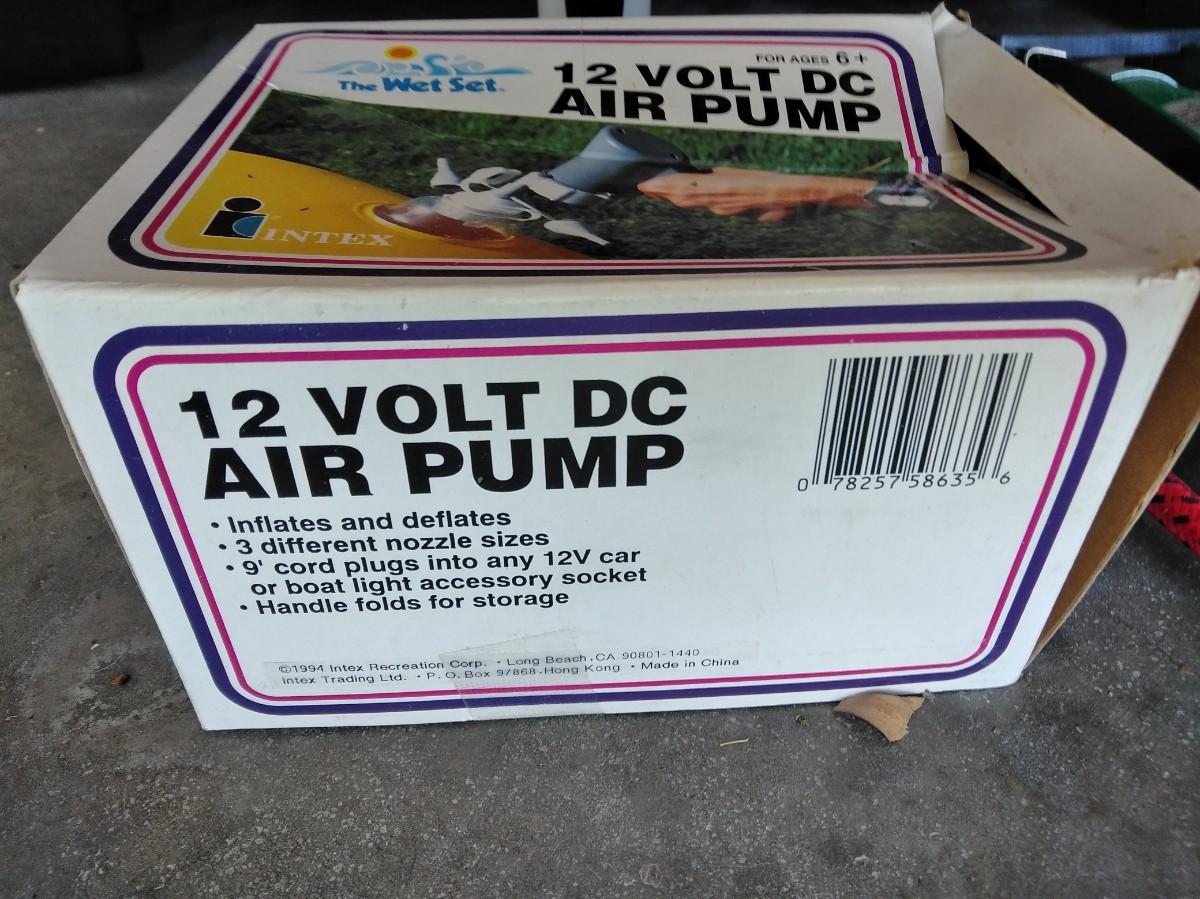 The Wet Set®
FOR AGES 6+
12 VOLT DC
AIR PUMP
INTEX®
12 VOLT DC
AIR PUMP
• Inflates and deflates
• 3 different nozzle sizes
• 9' cord plugs into any 12V car
or boat light accessory socket
• Handle folds for storage
0 78257 58635 6
©1994 Intex Recreation Corp. • Long Beach, CA 90801-1440
Intex Trading Ltd. • P.O. Box 97868, Hong Kong • Made in China